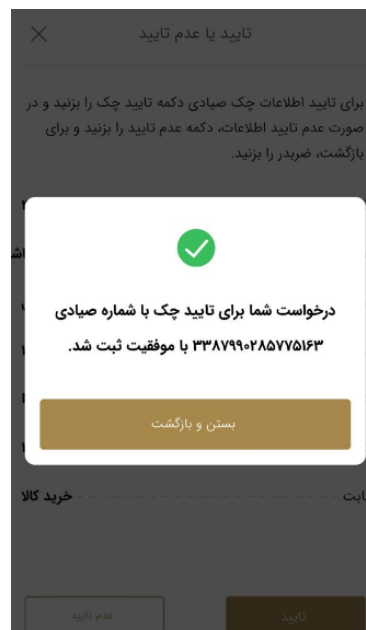 تایید یا عدم تایید
برای تایید اطلاعات چک صیادی دکمه تایید چک را بزنید و در
صورت عدم تایید اطلاعات، دکمه عدم تایید را بزنید و برای
بازگشت، ضربدر را بزنید.
درخواست شما برای تایید چک با شماره صیادی
۳۳۸۷۹۹۰۲۸۵۷۷۵۱۶۳ با موفقیت ثبت شد.
بستن و بازگشت
ابت خرید کالا
تایید عدم تایید